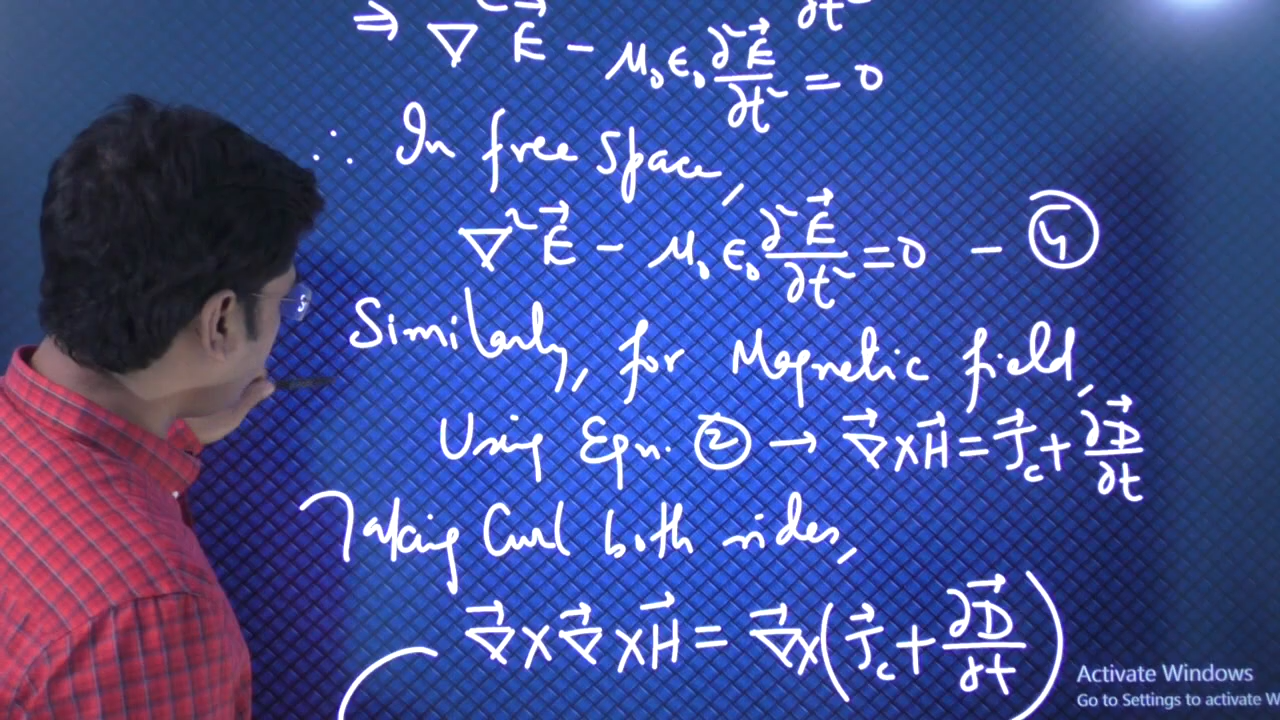 ⇒ ∇² E⃗ − μ₀ε₀ ∂²E⃗/∂t² = 0
∴ In free space,
∇²E⃗ − μ₀ε₀ ∂²E⃗/∂t² = 0 − ④
Similarly, for Magnetic field,
Using Eqn. ② → ∇⃗×H⃗ = J⃗c + ∂D⃗/∂t
Taking Curl both sides,
∇⃗×∇⃗×H⃗ = ∇⃗×(J⃗c + ∂D⃗/∂t)
Activate Windows
Go to Settings to activate W